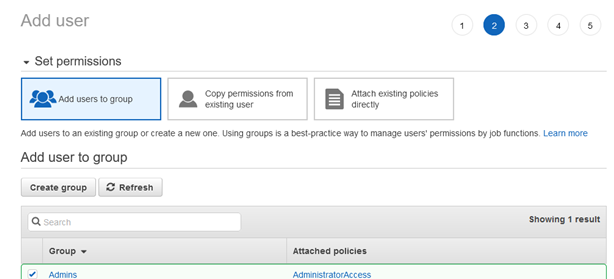 Add user
1 2 3 4 5
Set permissions
Add users to group
Copy permissions from
existing user
Attach existing policies
directly
Add users to an existing group or create a new one. Using groups is a best-practice way to manage users' permissions by job functions. Learn more
Add user to group
Create group Refresh
Search
Showing 1 result
Group Attached policies
Admins AdministratorAccess